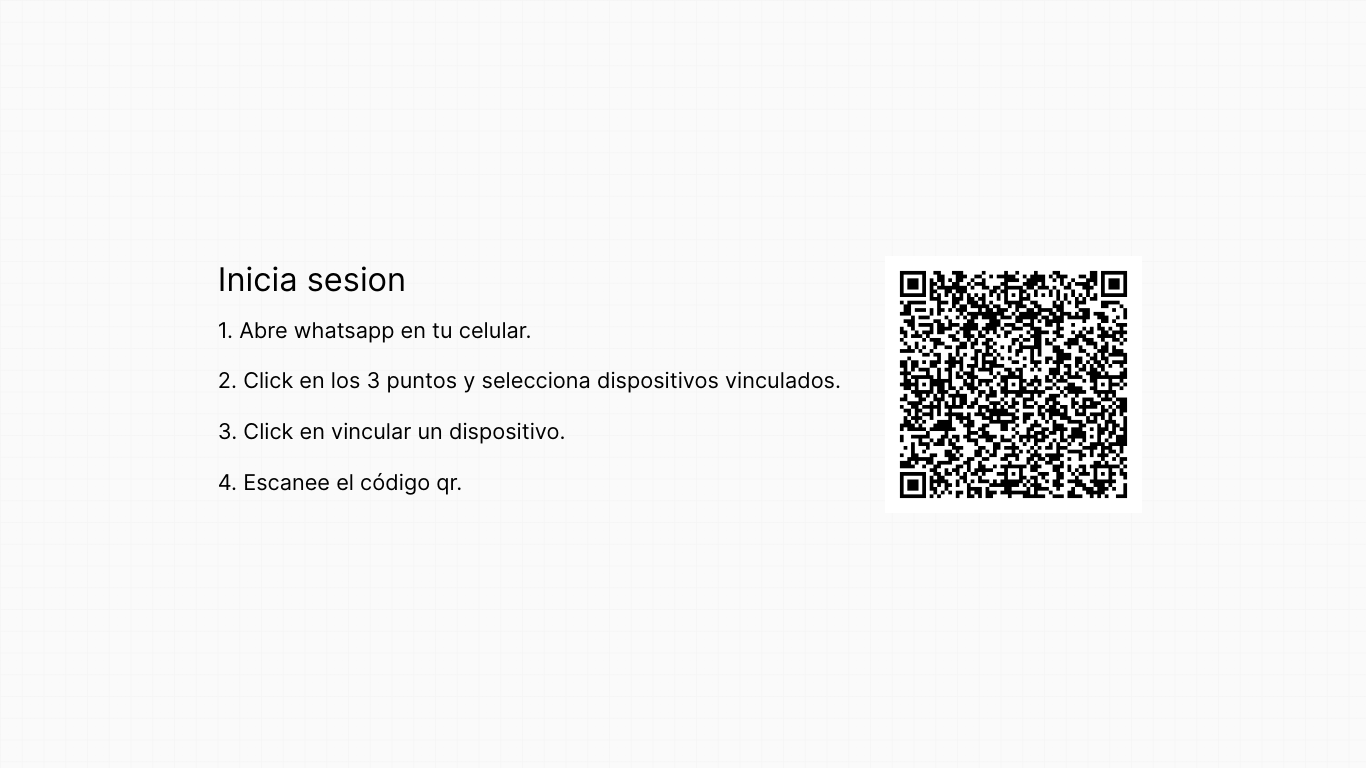 Inicia sesion
1. Abre whatsapp en tu celular.
2. Click en los 3 puntos y selecciona dispositivos vinculados.
3. Click en vincular un dispositivo.
4. Escanee el código qr.